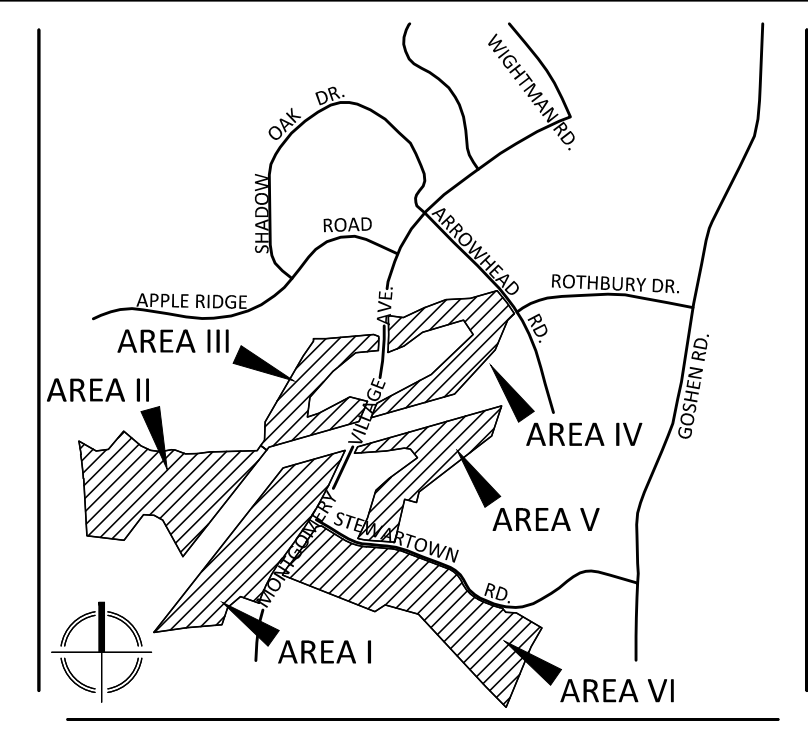 WIGHTMAN RD.
SHADOW OAK DR.
ARROWHEAD RD.
APPLE RIDGE ROAD
ROTHBURY DR.
GOSHEN RD.
MONTGOMERY VILLAGE AVE.
AREA III
AREA II
AREA IV
AREA V
STEWARTOWN RD.
AREA I
AREA VI